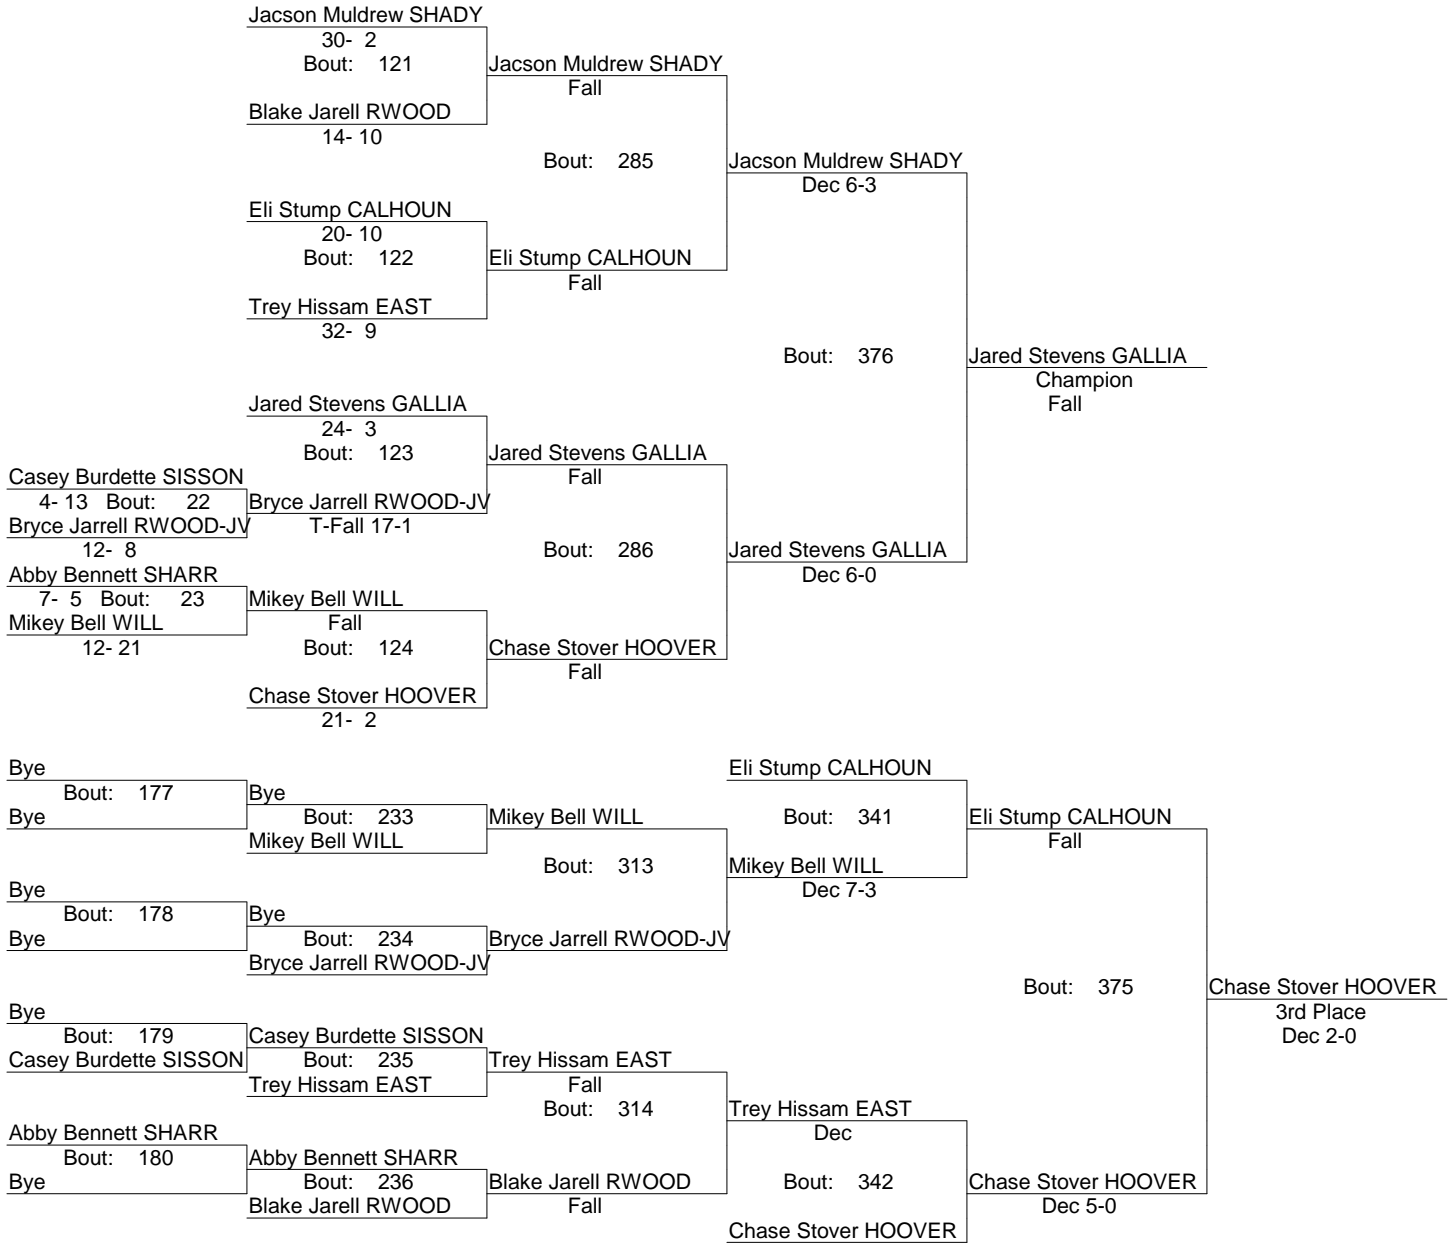 Jacson Muldrew SHADY
30- 2
Bout: 121
Jacson Muldrew SHADY
Fall
Blake Jarell RWOOD
14- 10
Bout: 285
Jacson Muldrew SHADY
Dec 6-3
Eli Stump CALHOUN
20- 10
Bout: 122
Eli Stump CALHOUN
Fall
Trey Hissam EAST
32- 9
Bout: 376
Jared Stevens GALLIA
Champion
Fall
Jared Stevens GALLIA
24- 3
Bout: 123
Jared Stevens GALLIA
Fall
Casey Burdette SISSON
4- 13 Bout: 22
Bryce Jarrell RWOOD-JV
T-Fall 17-1
Bryce Jarrell RWOOD-JV
12- 8
Bout: 286
Jared Stevens GALLIA
Dec 6-0
Abby Bennett SHARR
7- 5 Bout: 23
Mikey Bell WILL
Fall
Mikey Bell WILL
12- 21
Bout: 124
Chase Stover HOOVER
Fall
Chase Stover HOOVER
21- 2
Bye
Bout: 177
Bye
Bye
Bout: 233
Mikey Bell WILL
Mikey Bell WILL
Bout: 313
Eli Stump CALHOUN
Bout: 341
Eli Stump CALHOUN
Fall
Mikey Bell WILL
Dec 7-3
Bye
Bout: 178
Bye
Bye
Bout: 234
Bryce Jarrell RWOOD-JV
Bryce Jarrell RWOOD-JV
Bout: 375
Chase Stover HOOVER
3rd Place
Dec 2-0
Bye
Bout: 179
Casey Burdette SISSON
Casey Burdette SISSON
Bout: 235
Trey Hissam EAST
Trey Hissam EAST
Fall
Bout: 314
Trey Hissam EAST
Dec
Abby Bennett SHARR
Bout: 180
Bye
Abby Bennett SHARR
Bout: 236
Blake Jarell RWOOD
Blake Jarell RWOOD
Fall
Bout: 342
Chase Stover HOOVER
Dec 5-0
Chase Stover HOOVER